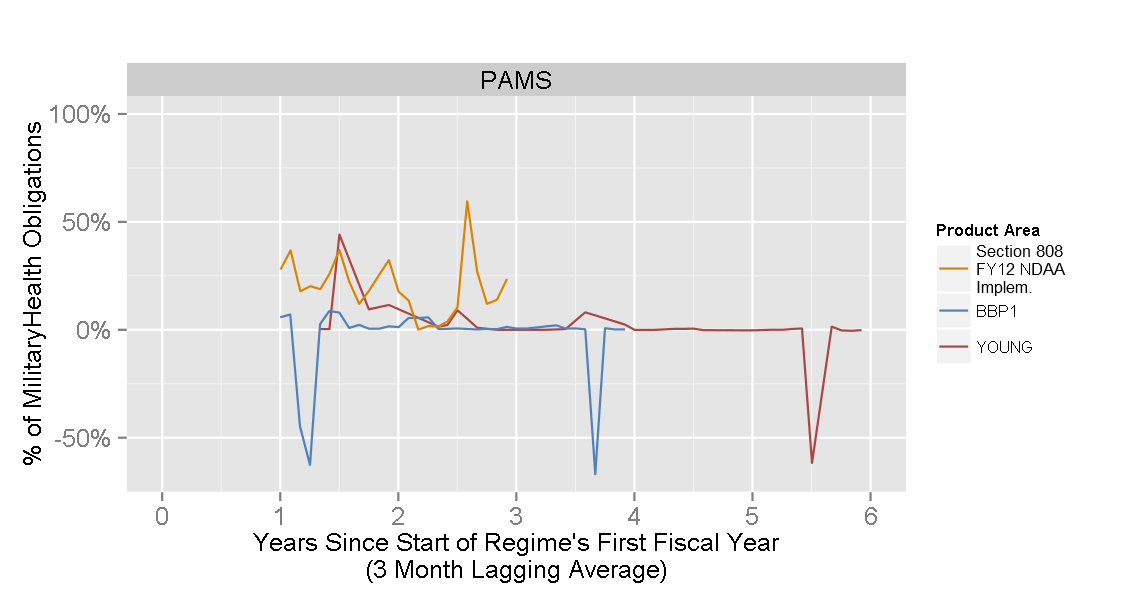 PAMS
% of MilitaryHealth Obligations
100%
50%
0%
-50%
0 1 2 3 4 5 6
Years Since Start of Regime's First Fiscal Year
(3 Month Lagging Average)
Product Area
Section 808
FY12 NDAA
Implem.
BBP1
YOUNG